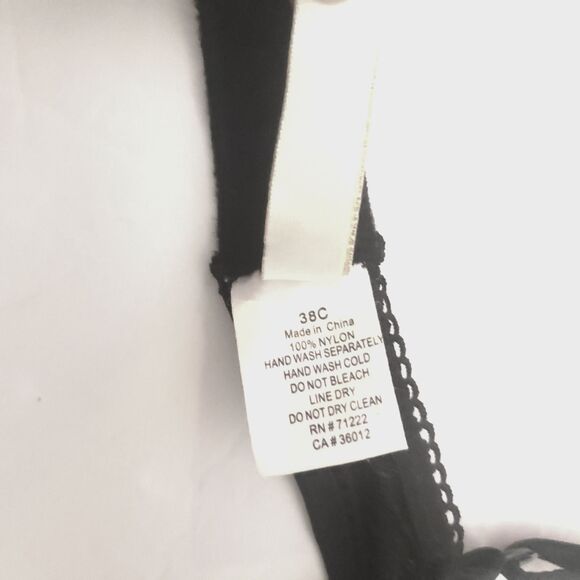 38C
Made in China
100% NYLON
HAND WASH SEPARATELY
HAND WASH COLD
DO NOT BLEACH
LINE DRY
DO NOT DRY CLEAN
RN # 71222
CA # 36012